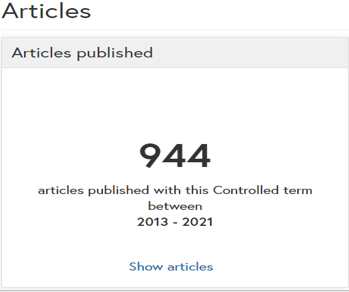 Articles
Articles published
944
articles published with this Controlled term
between
2013 - 2021
Show articles